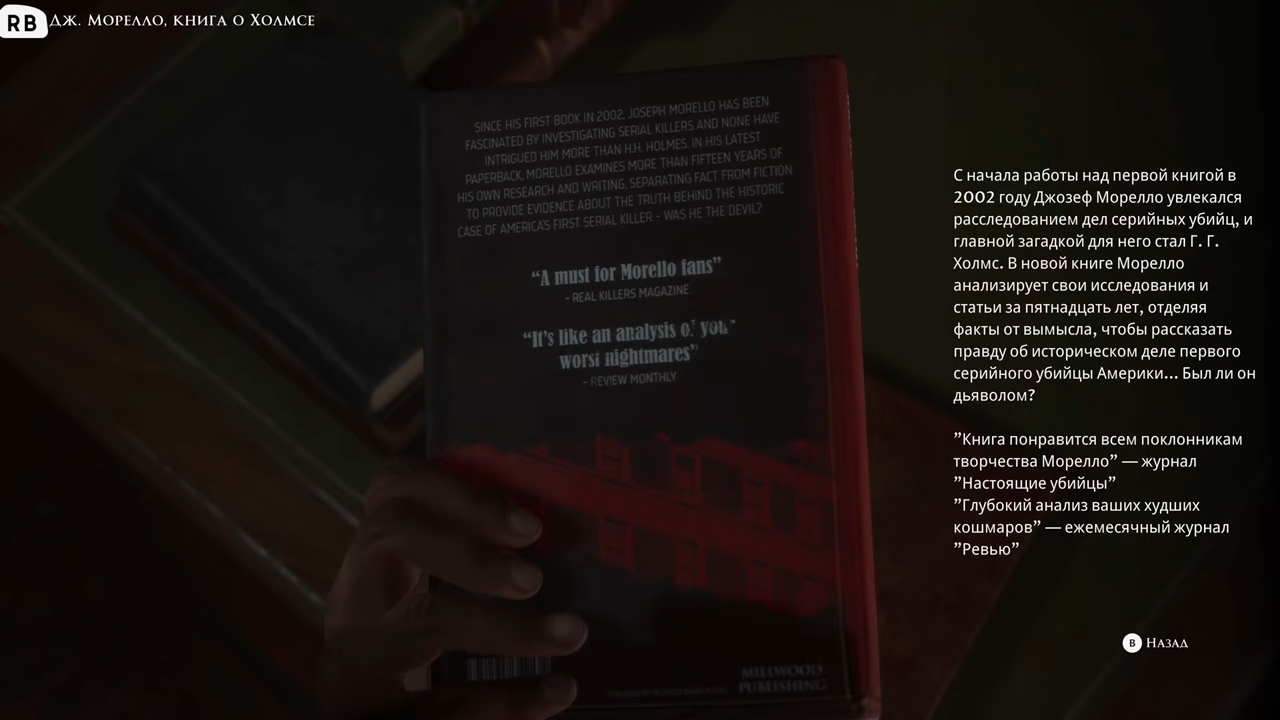 RB
Дж. Морелло, книга о Холмсе
SINCE HIS FIRST BOOK IN 2002, JOSEPH MORELLO HAS BEEN
FASCINATED BY INVESTIGATING SERIAL KILLERS AND NONE HAVE
INTRIGUED HIM MORE THAN H.H. HOLMES. IN HIS LATEST
PAPERBACK, MORELLO EXAMINES MORE THAN FIFTEEN YEARS OF
HIS OWN RESEARCH AND WRITING, SEPARATING FACT FROM FICTION
TO PROVIDE EVIDENCE ABOUT THE TRUTH BEHIND THE HISTORIC
CASE OF AMERICA'S FIRST SERIAL KILLER – WAS HE THE DEVIL?
“A must for Morello fans”
– REAL KILLERS MAGAZINE
“It's like an analysis of your
worst nightmares”
– REVIEW MONTHLY
MILLWOOD
PUBLISHING
С начала работы над первой книгой в
2002 году Джозеф Морелло увлекался
расследованием дел серийных убийц, и
главной загадкой для него стал Г. Г.
Холмс. В новой книге Морелло
анализирует свои исследования и
статьи за пятнадцать лет, отделяя
факты от вымысла, чтобы рассказать
правду об историческом деле первого
серийного убийцы Америки... Был ли он
дьяволом?
”Книга понравится всем поклонникам
творчества Морелло” — журнал
”Настоящие убийцы”
”Глубокий анализ ваших худших
кошмаров” — ежемесячный журнал
”Ревью”
B Назад